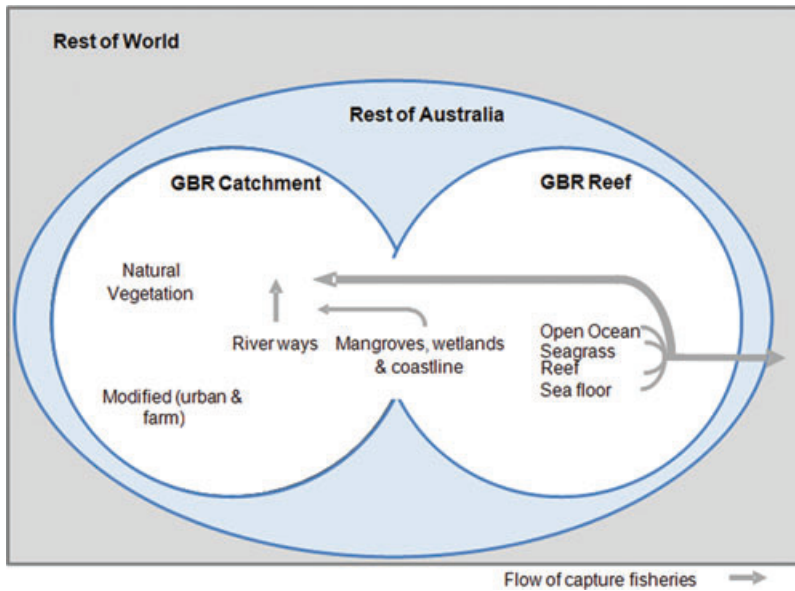 Rest of World
Rest of Australia
GBR Catchment
GBR Reef
Natural
Vegetation
River ways
Mangroves, wetlands
& coastline
Open Ocean
Seagrass
Reef
Sea floor
Modified (urban &
farm)
Flow of capture fisheries